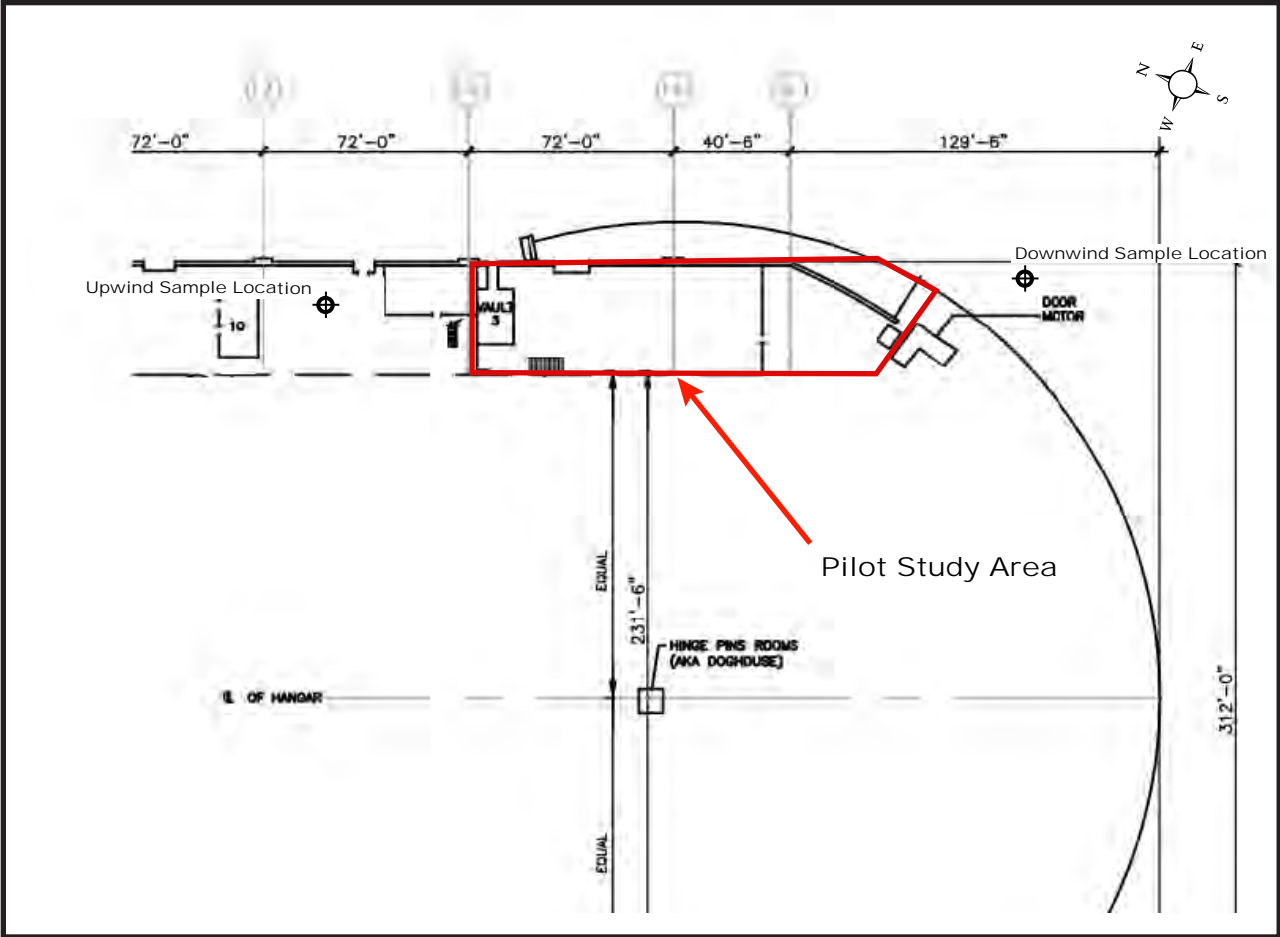 E
N
S
W
72'-0"
72'-0"
72'-0"
40'-6"
129'-6"
Downwind Sample Location
Upwind Sample Location
DOOR
MOTOR
VAULT
3
10
Pilot Study Area
EQUAL
231'-6"
HINGE PINS ROOMS
(AKA DOGHOUSE)
℄ OF HANGAR
312'-0"
EQUAL